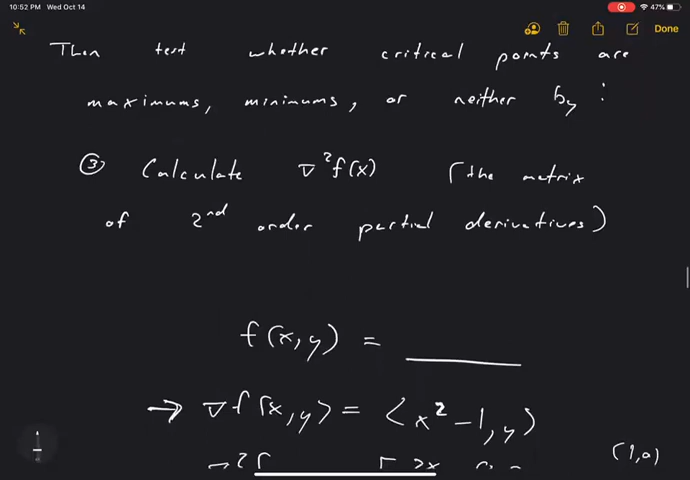 10:52 PM Wed Oct 14
47%
Done
Then test whether critical points are
maximums, minimums, or neither by :
③ Calculate ∇²f(x) (the matrix
of 2nd order partial derivatives)
f(x,y) = ____
→ ∇f(x,y) = ⟨x²-1, y⟩
(1,0)